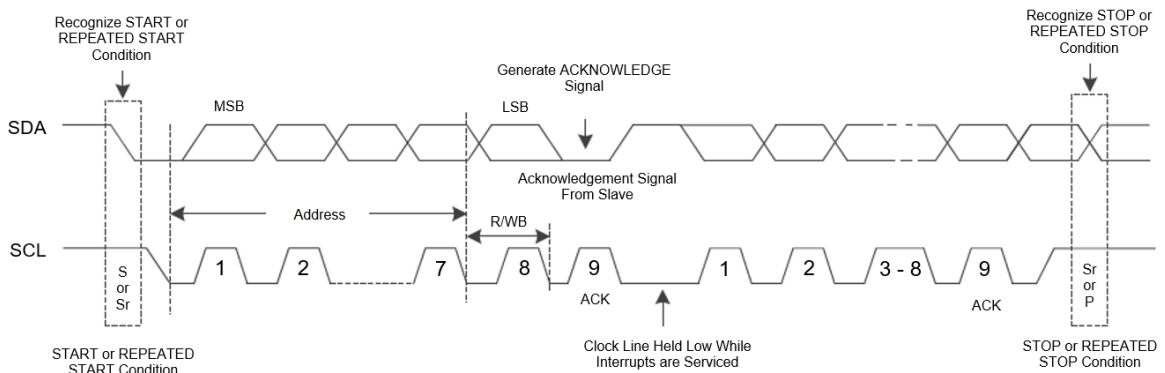 Recognize START or
REPEATED START
Condition
Recognize STOP or
REPEATED STOP
Condition
Generate ACKNOWLEDGE
Signal
MSB
LSB
SDA
Acknowledgement Signal
From Slave
Address
R/WB
SCL
S
or
Sr
1
2
7
8
9
1
2
3 - 8
9
Sr
or
P
ACK
ACK
START or REPEATED
START Condition
Clock Line Held Low While
Interrupts are Serviced
STOP or REPEATED
STOP Condition